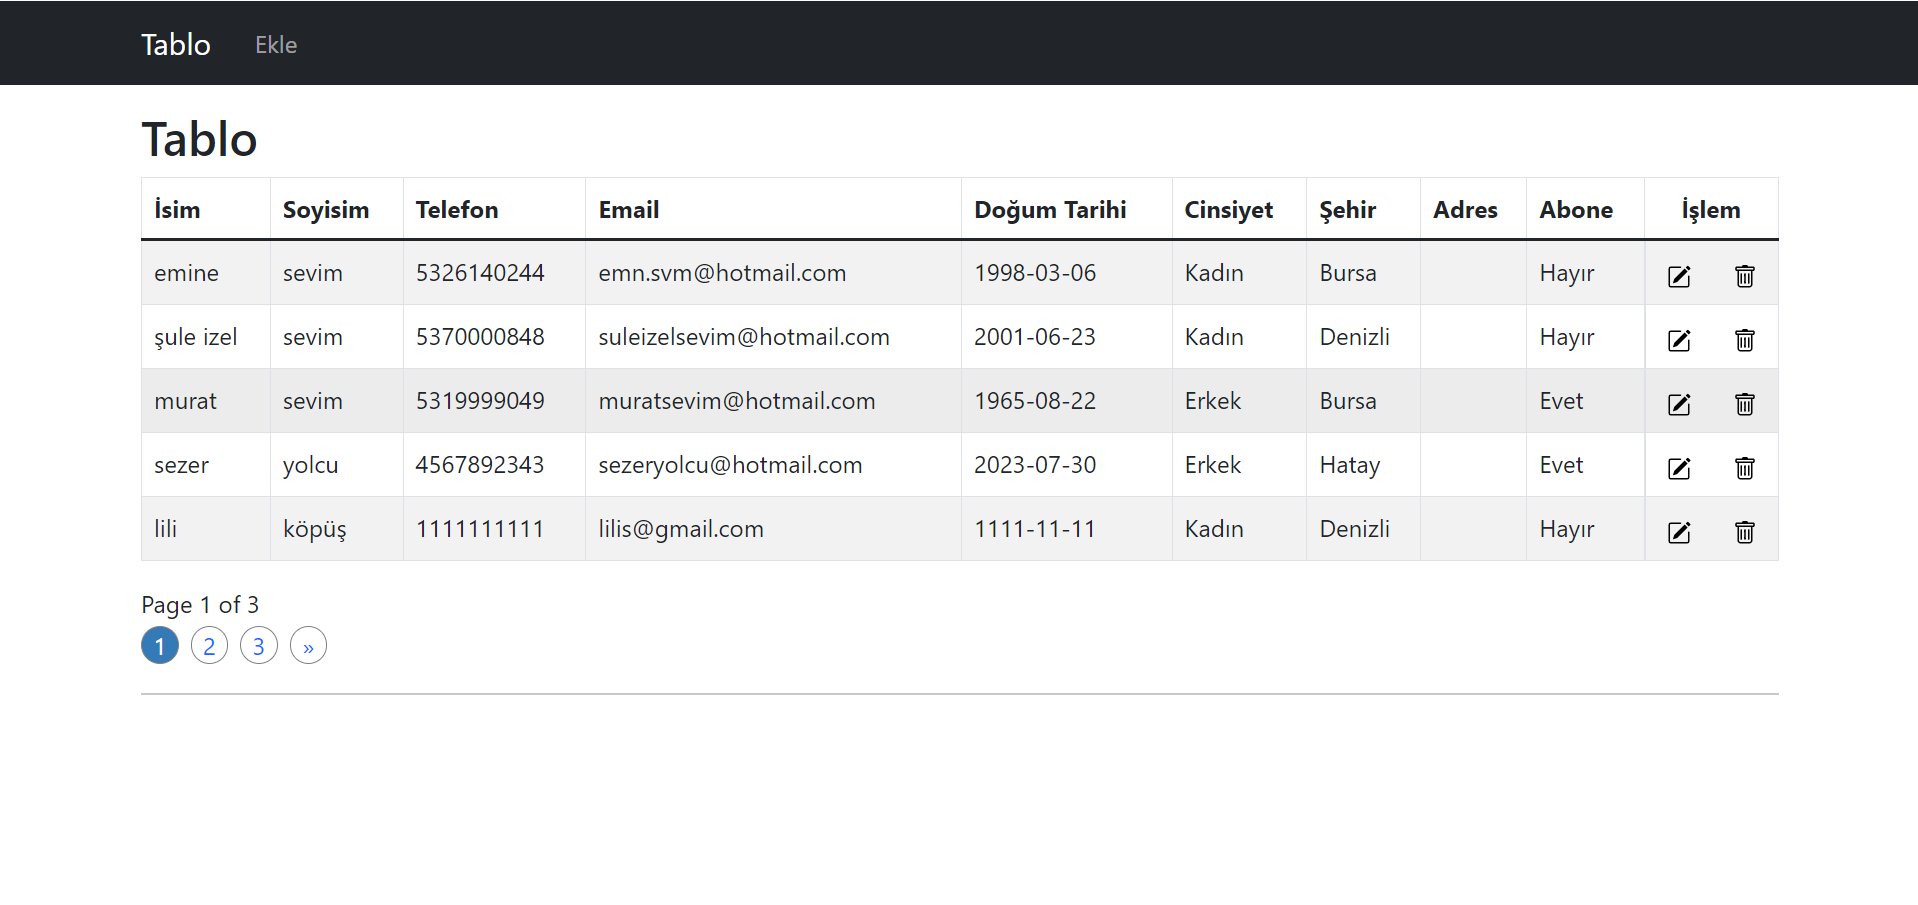 Tablo Ekle
Tablo
İsim Soyisim Telefon Email Doğum Tarihi Cinsiyet Şehir Adres Abone İşlem
emine sevim 5326140244 emn.svm@hotmail.com 1998-03-06 Kadın Bursa Hayır
şule izel sevim 5370000848 suleizelsevim@hotmail.com 2001-06-23 Kadın Denizli Hayır
murat sevim 5319999049 muratsevim@hotmail.com 1965-08-22 Erkek Bursa Evet
sezer yolcu 4567892343 sezeryolcu@hotmail.com 2023-07-30 Erkek Hatay Evet
lili köpüş 1111111111 lilis@gmail.com 1111-11-11 Kadın Denizli Hayır
Page 1 of 3
1 2 3 »